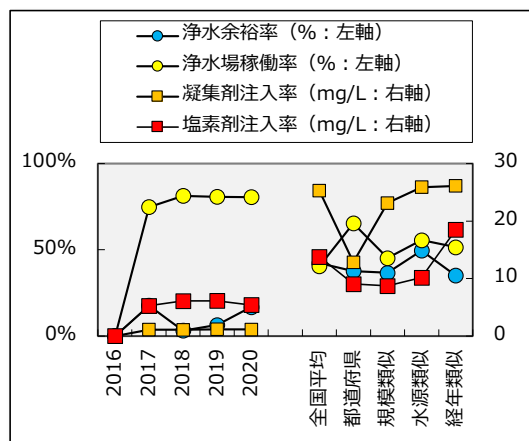 浄水余裕率（%：左軸）
浄水場稼働率（%：左軸）
凝集剤注入率（mg/L：右軸）
塩素剤注入率（mg/L：右軸）
100%
50%
0%
30
20
10
0
2016
2017
2018
2019
2020
全国平均
都道府県
規模類似
水源類似
経年類似